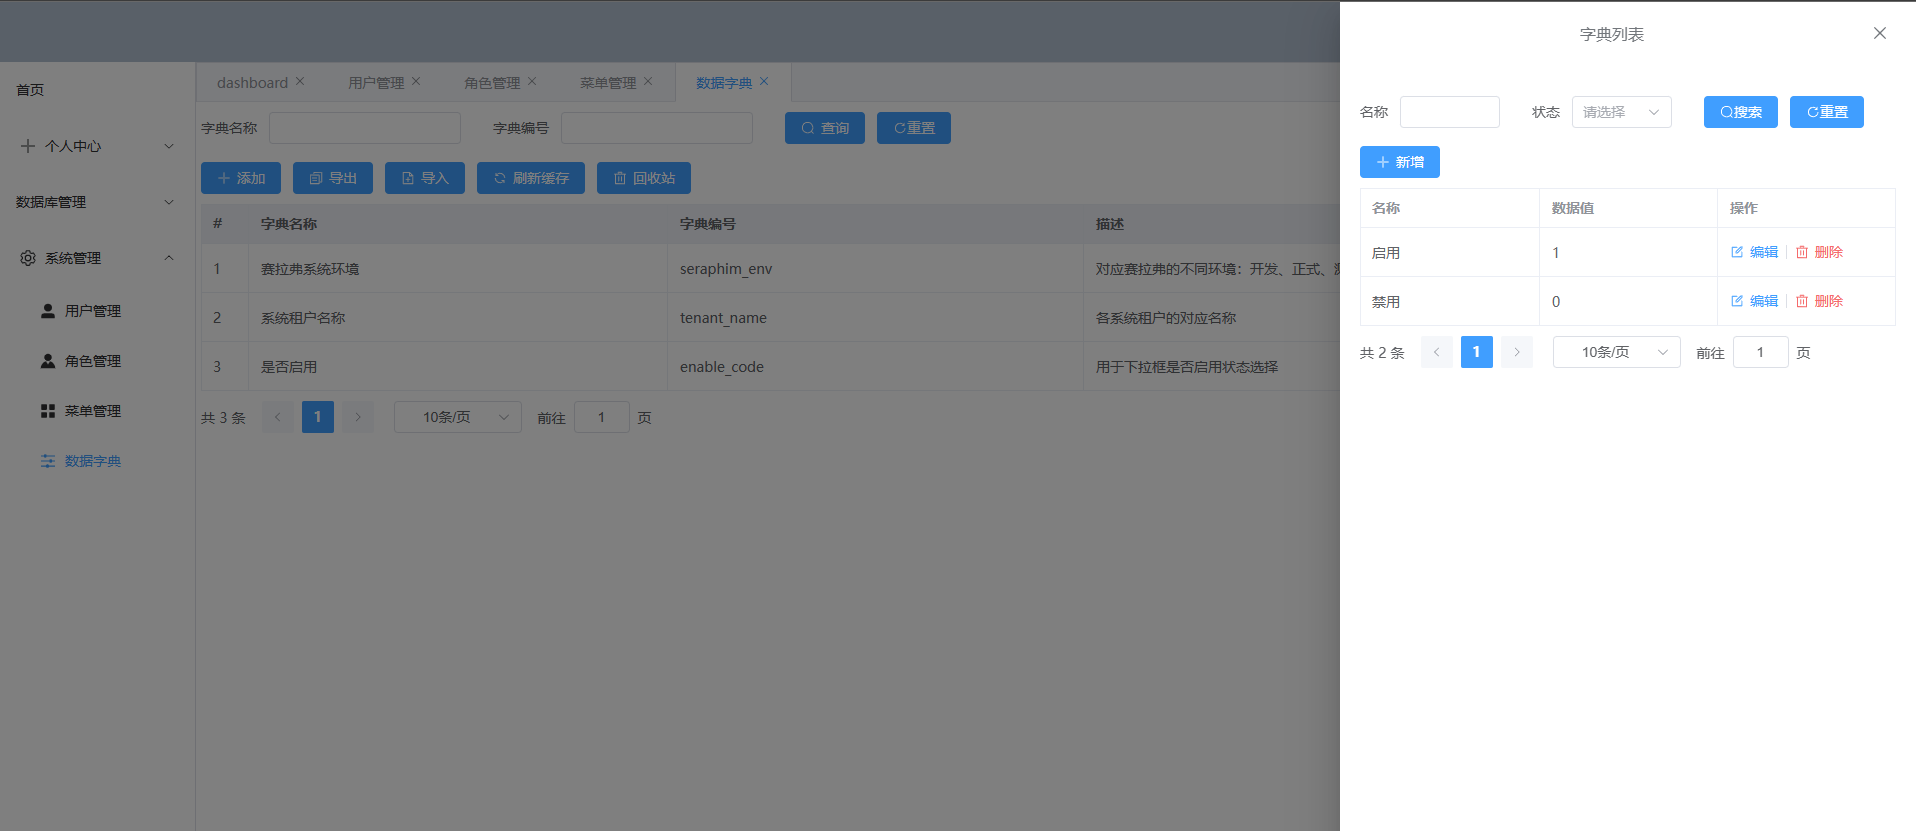 首页
个人中心
数据库管理
系统管理
用户管理
角色管理
菜单管理
数据字典
dashboard 用户管理 角色管理 菜单管理 数据字典
字典名称 字典编号 查询 重置
添加 导出 导入 刷新缓存 回收站
# 字典名称 字典编号 描述
1 赛拉弗系统环境 seraphim_env 对应赛拉弗的不同环境：开发、正式、
2 系统租户名称 tenant_name 各系统租户的对应名称
3 是否启用 enable_code 用于下拉框是否启用状态选择
共 3 条 1 10条/页 前往 1 页
字典列表
名称 状态 请选择 搜索 重置
新增
名称 数据值 操作
启用 1 编辑 删除
禁用 0 编辑 删除
共 2 条 1 10条/页 前往 1 页